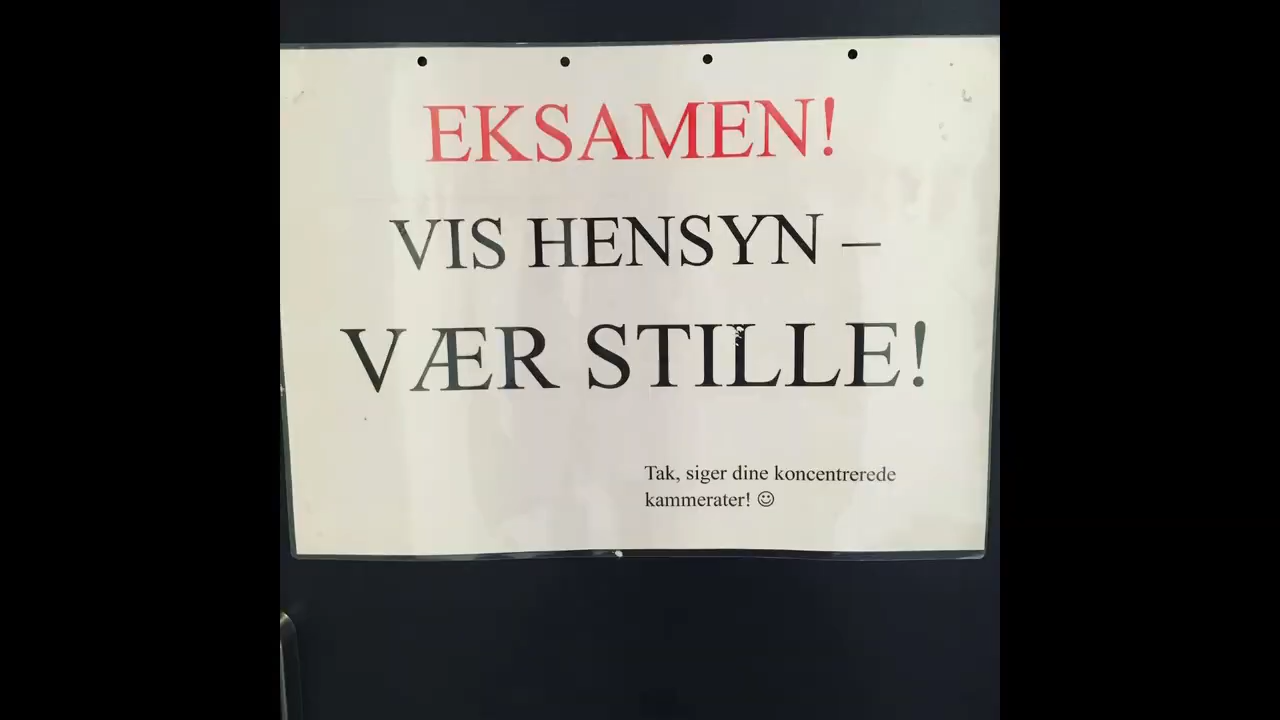 EKSAMEN!
VIS HENSYN –
VÆR STILLE!
Tak, siger dine koncentrerede
kammerater! ☺